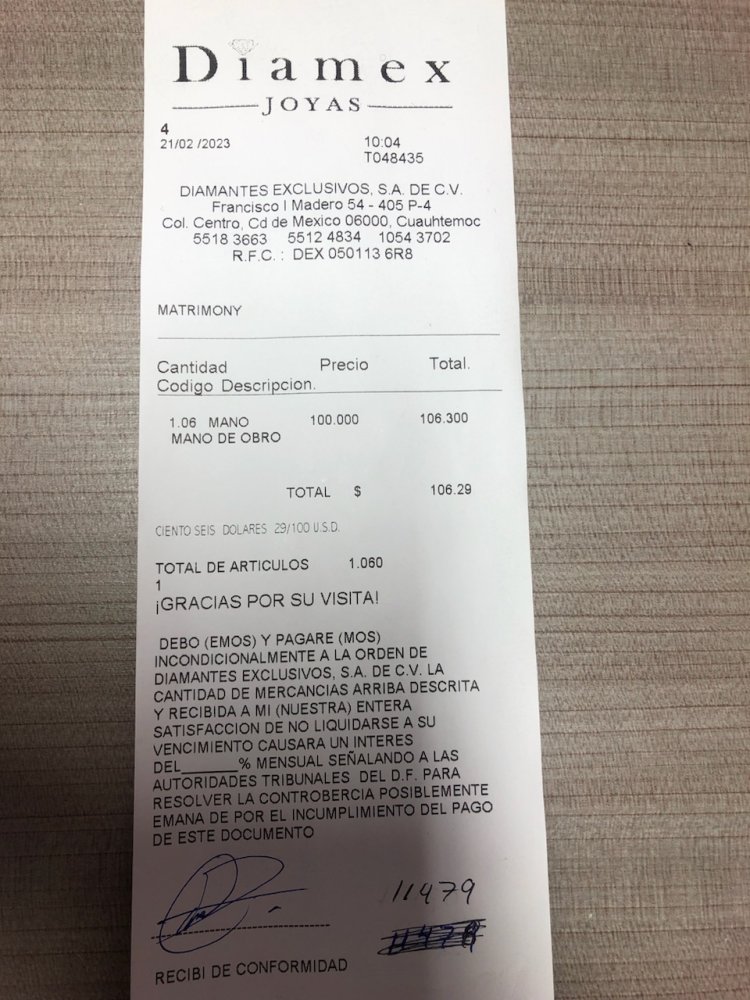 Diamex
JOYAS
4
21/02 /2023 10:04
T048435
DIAMANTES EXCLUSIVOS, S.A. DE C.V.
Francisco I Madero 54 - 405 P-4
Col. Centro, Cd de Mexico 06000, Cuauhtemoc
5518 3663 5512 4834 1054 3702
R.F.C. : DEX 050113 6R8
MATRIMONY
Cantidad Precio Total.
Codigo Descripcion.
1.06 MANO 100.000 106.300
MANO DE OBRO
TOTAL $ 106.29
CIENTO SEIS DOLARES 29/100 U.S.D.
TOTAL DE ARTICULOS 1.060
1
¡GRACIAS POR SU VISITA!
DEBO (EMOS) Y PAGARE (MOS)
INCONDICIONALMENTE A LA ORDEN DE
DIAMANTES EXCLUSIVOS, S.A. DE C.V. LA
CANTIDAD DE MERCANCIAS ARRIBA DESCRITA
Y RECIBIDA A MI (NUESTRA) ENTERA
SATISFACCION DE NO LIQUIDARSE A SU
VENCIMIENTO CAUSARA UN INTERES
DEL______% MENSUAL SEÑALANDO A LAS
AUTORIDADES TRIBUNALES DEL D.F. PARA
RESOLVER LA CONTROBERCIA POSIBLEMENTE
EMANA DE POR EL INCUMPLIMIENTO DEL PAGO
DE ESTE DOCUMENTO
11479
RECIBI DE CONFORMIDAD